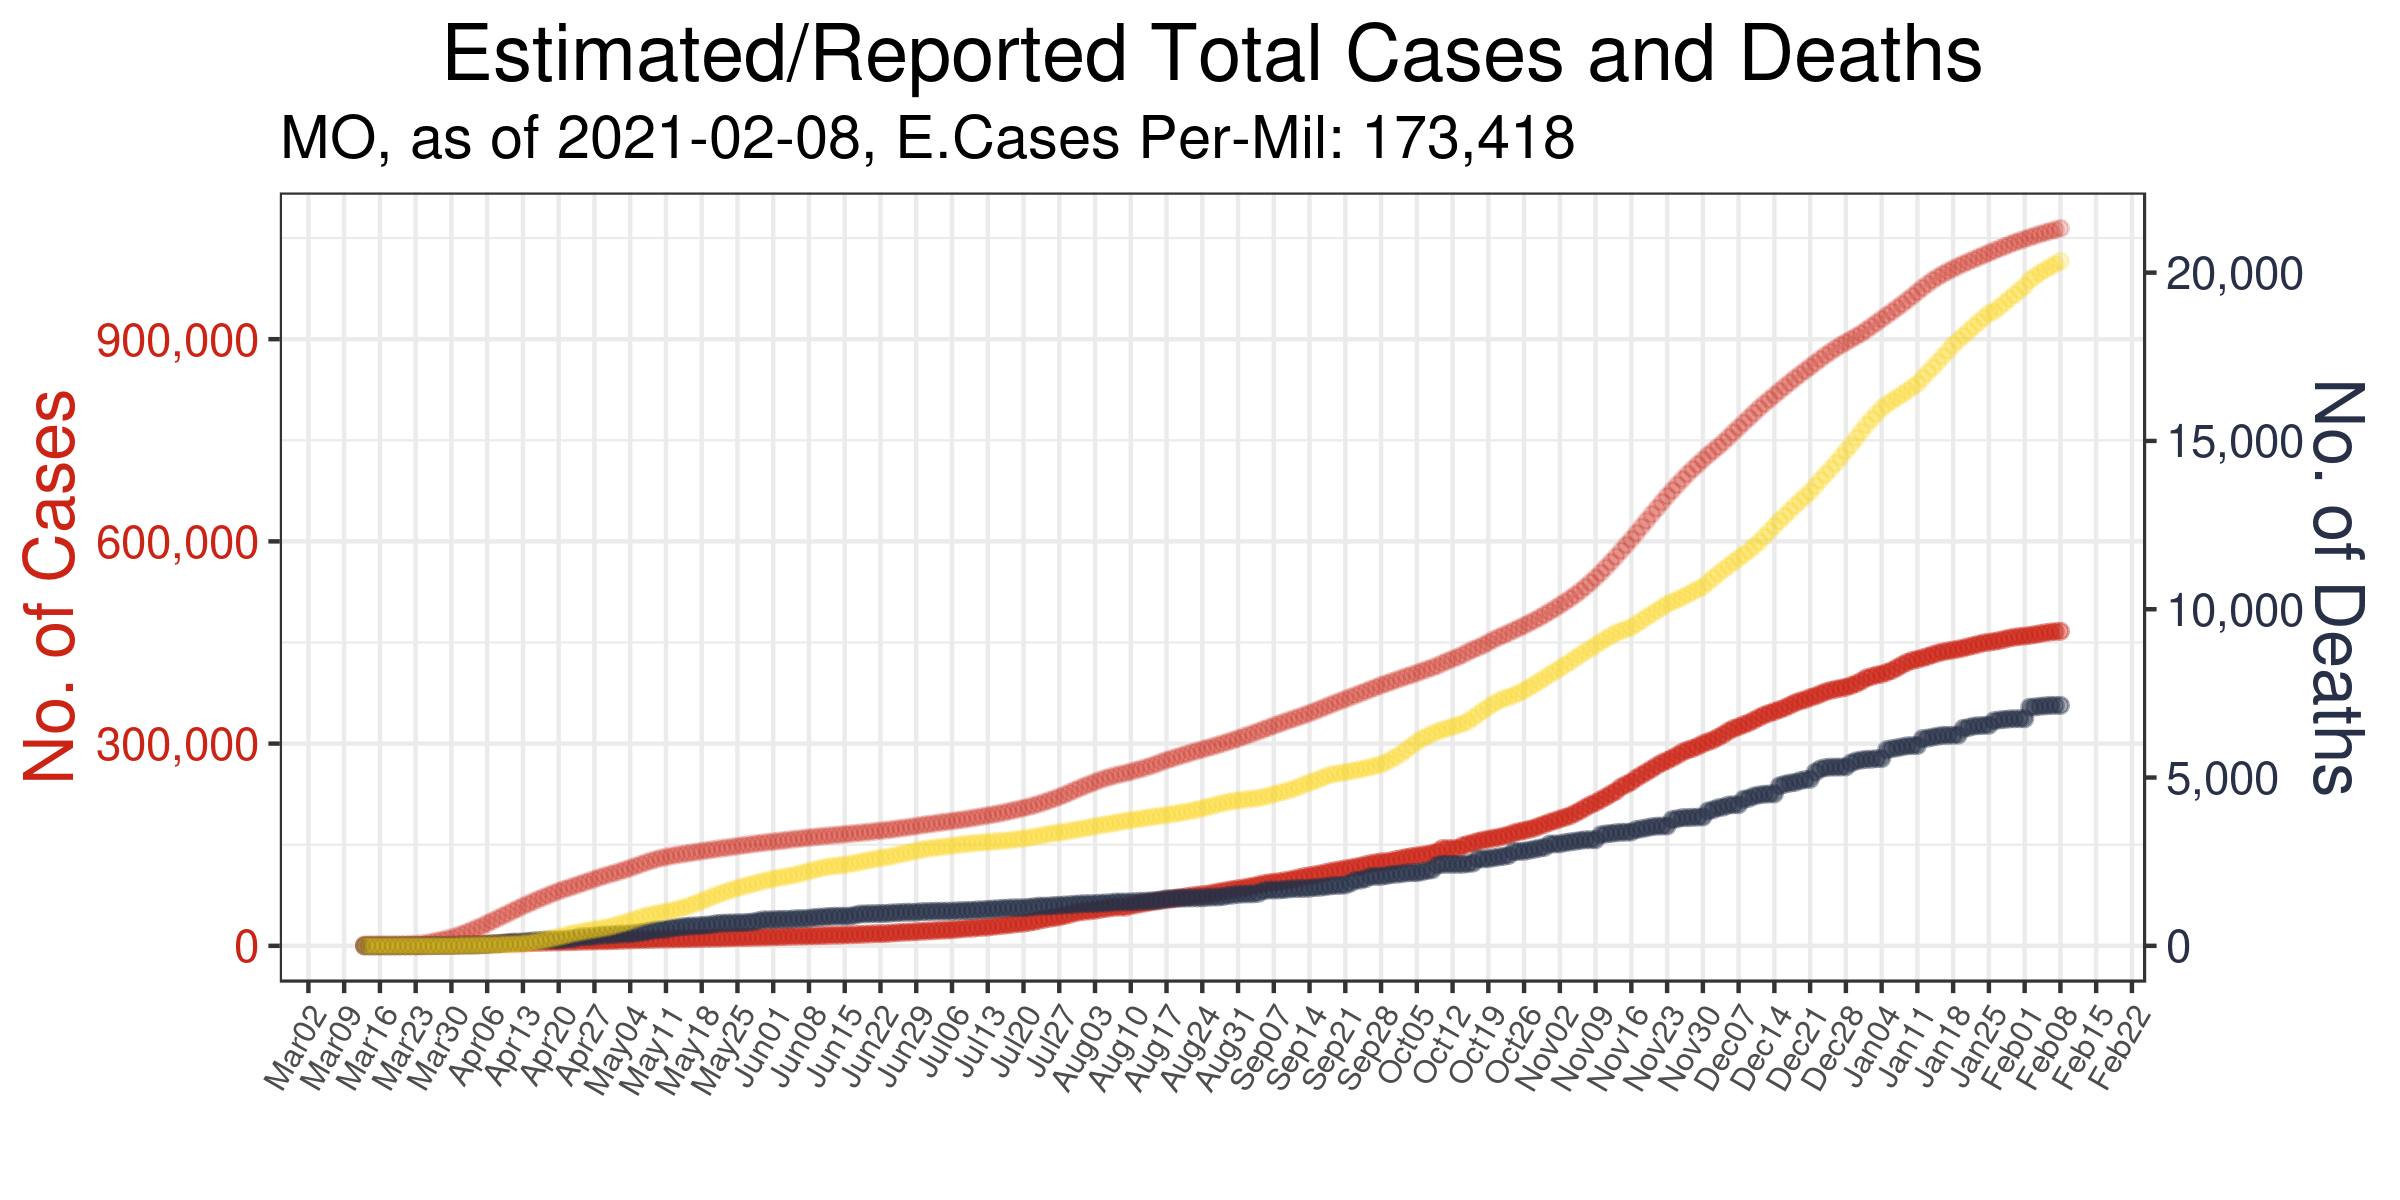 Estimated/Reported Total Cases and Deaths
MO, as of 2021-02-08, E.Cases Per-Mil: 173,418
No. of Cases
900,000
600,000
300,000
0
20,000
15,000
10,000
5,000
0
No. of Deaths
Mar02
Mar09
Mar16
Mar23
Mar30
Apr06
Apr13
Apr20
Apr27
May04
May11
May18
May25
Jun01
Jun08
Jun15
Jun22
Jun29
Jul06
Jul13
Jul20
Jul27
Aug03
Aug10
Aug17
Aug24
Aug31
Sep07
Sep14
Sep21
Sep28
Oct05
Oct12
Oct19
Oct26
Nov02
Nov09
Nov16
Nov23
Nov30
Dec07
Dec14
Dec21
Dec28
Jan04
Jan11
Jan18
Jan25
Feb01
Feb08
Feb15
Feb22